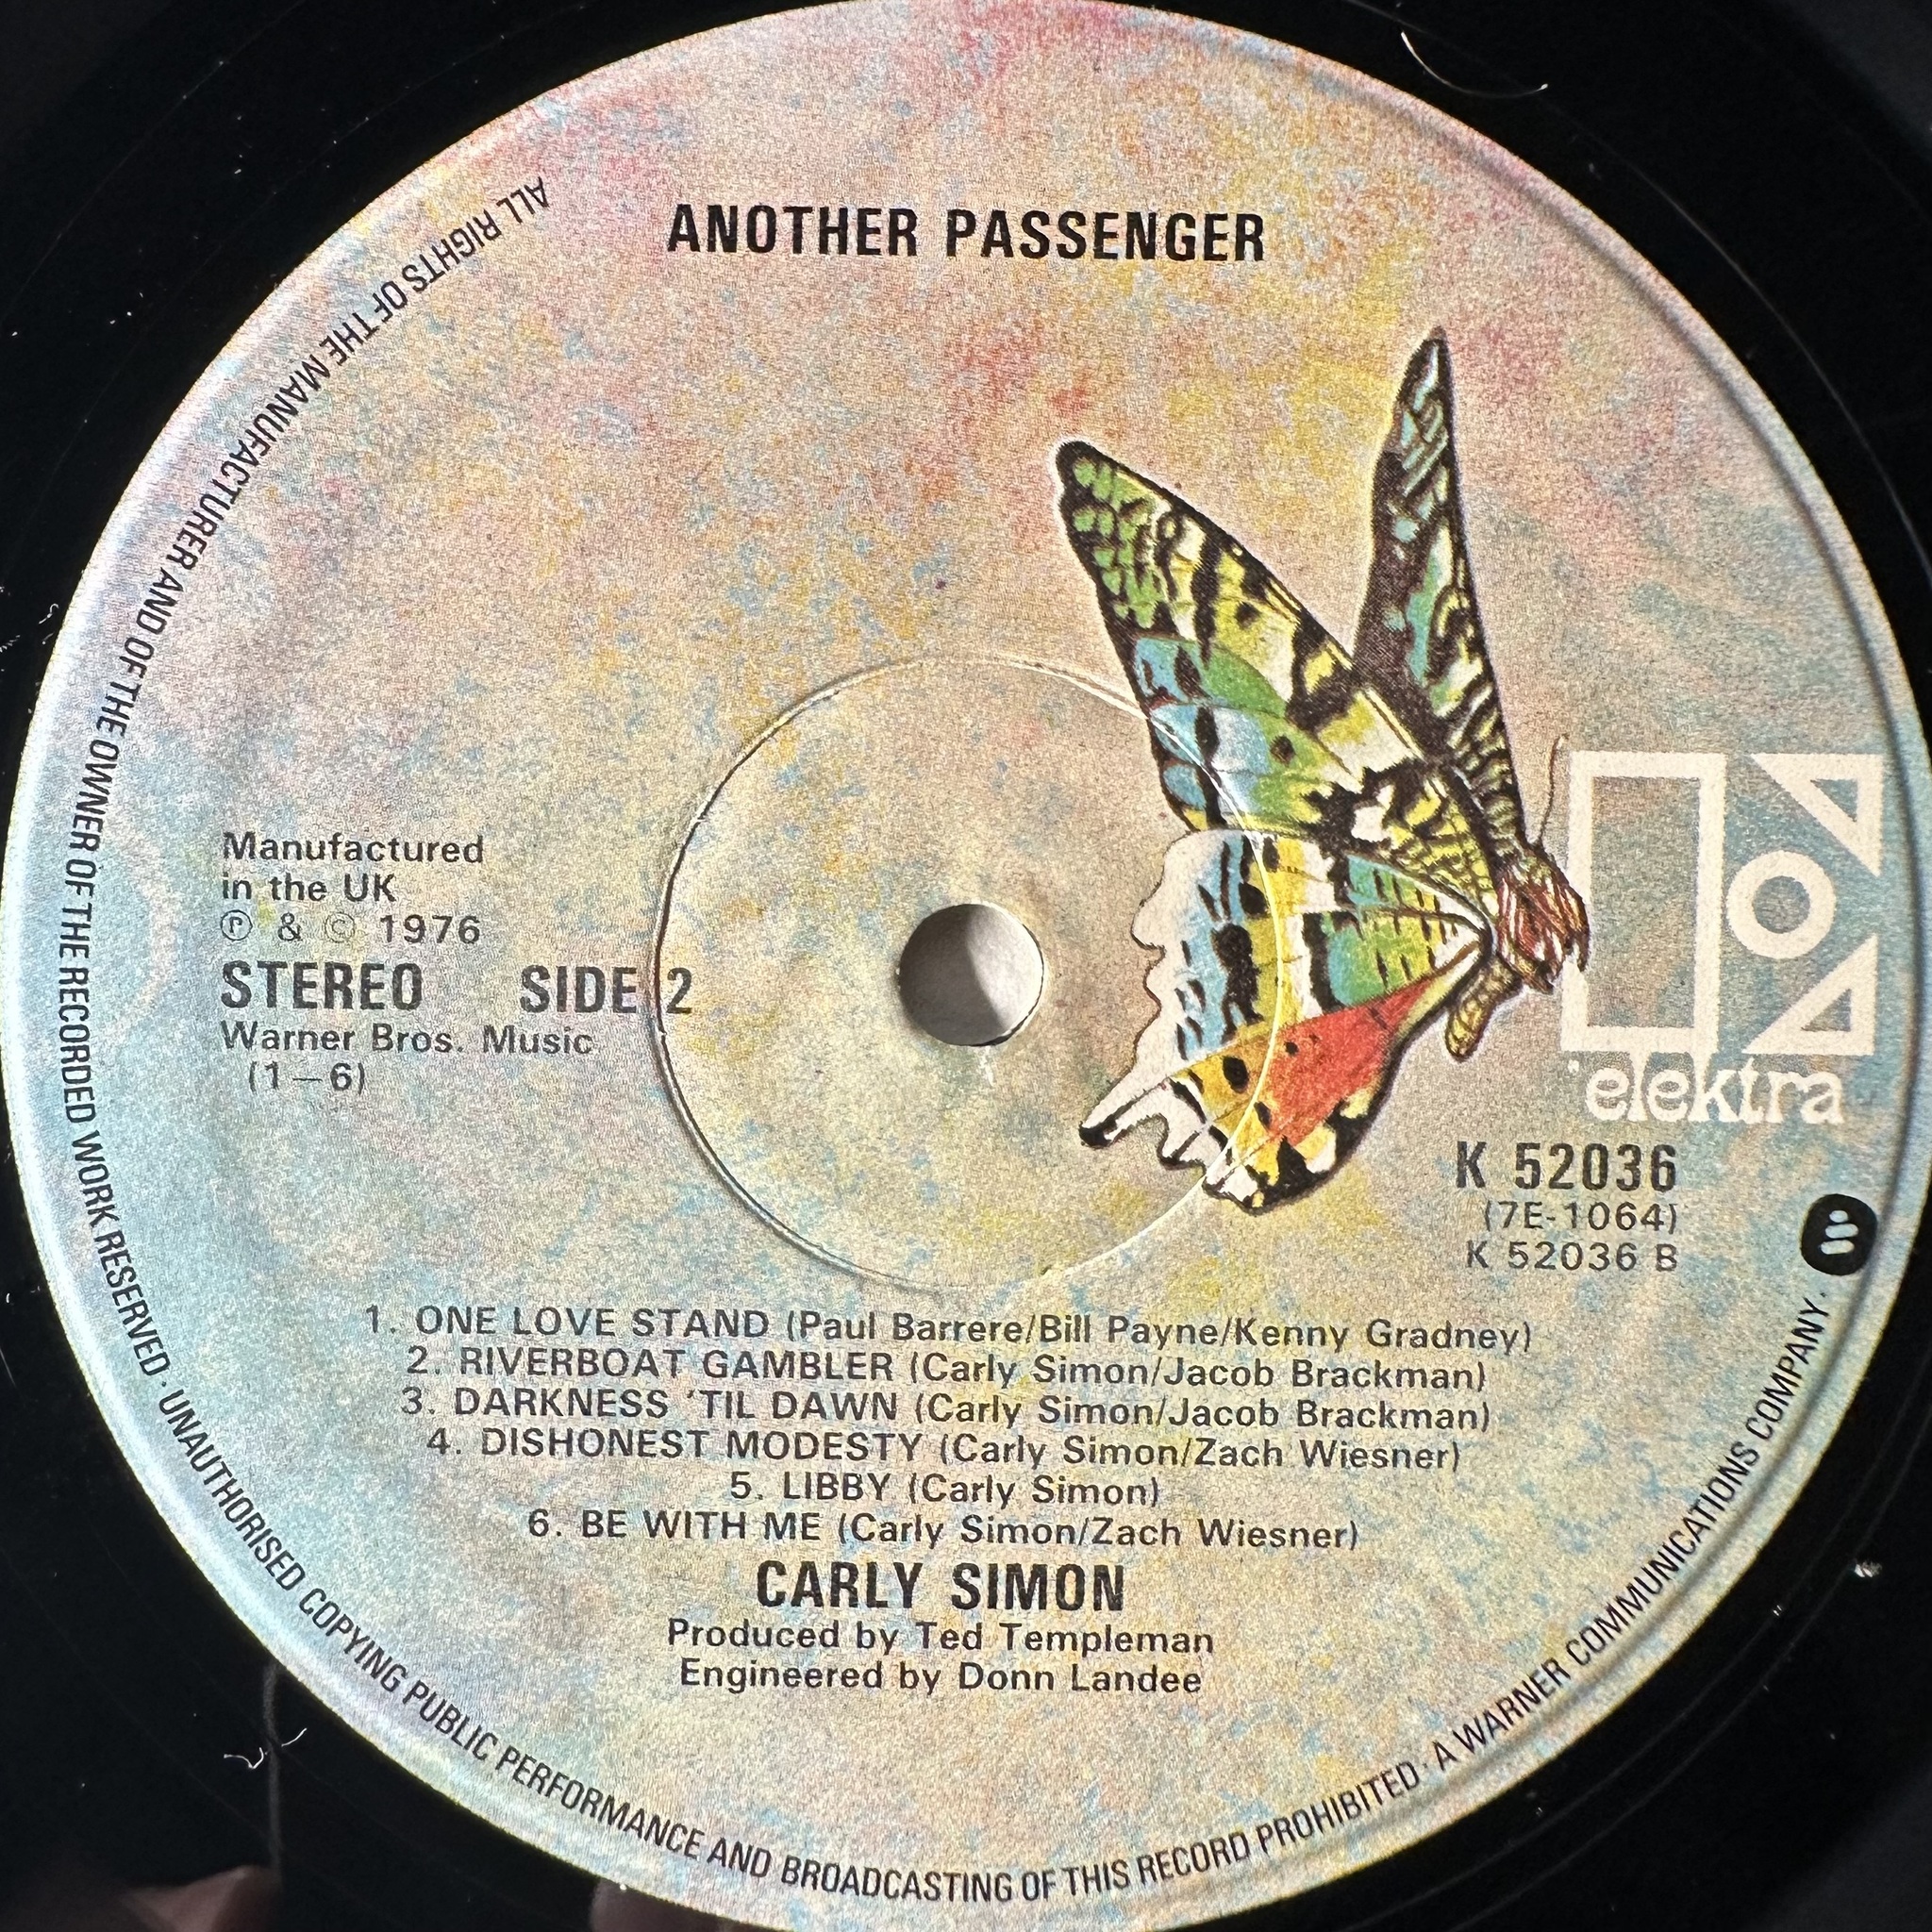 ANOTHER PASSENGER
Manufactured
in the UK
Ⓟ & © 1976
STEREO SIDE 2
Warner Bros. Music
(1—6)
elektra
K 52036
(7E-1064)
K 52036 B
1. ONE LOVE STAND (Paul Barrere/Bill Payne/Kenny Gradney)
2. RIVERBOAT GAMBLER (Carly Simon/Jacob Brackman)
3. DARKNESS ‘TIL DAWN (Carly Simon/Jacob Brackman)
4. DISHONEST MODESTY (Carly Simon/Zach Wiesner)
5. LIBBY (Carly Simon)
6. BE WITH ME (Carly Simon/Zach Wiesner)
CARLY SIMON
Produced by Ted Templeman
Engineered by Donn Landee
ALL RIGHTS OF THE MANUFACTURER AND OF THE OWNER OF THE RECORDED WORK RESERVED · UNAUTHORISED COPYING PUBLIC PERFORMANCE AND BROADCASTING OF THIS RECORD PROHIBITED · A WARNER COMMUNICATIONS COMPANY.